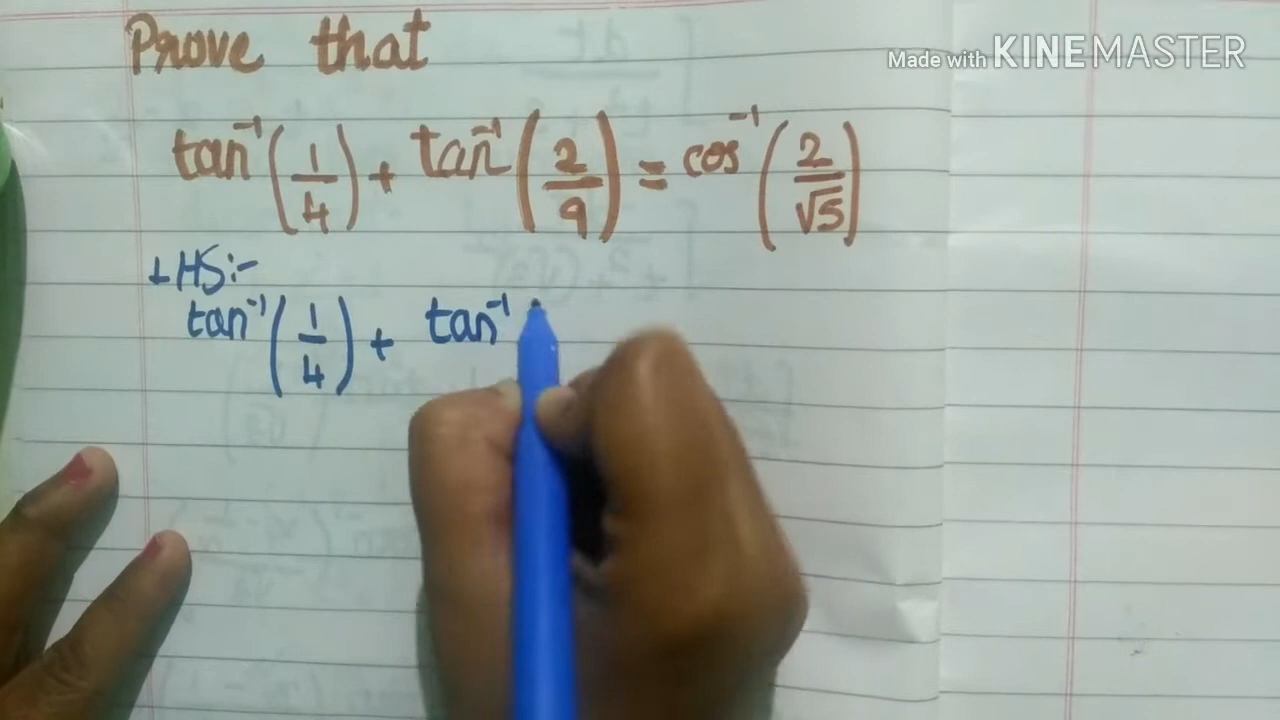 Prove that
Made with KINEMASTER
tan⁻¹(1/4) + tan⁻¹(2/9) = cos⁻¹(2/√5)
LHS:-
tan⁻¹(1/4) + tan⁻¹